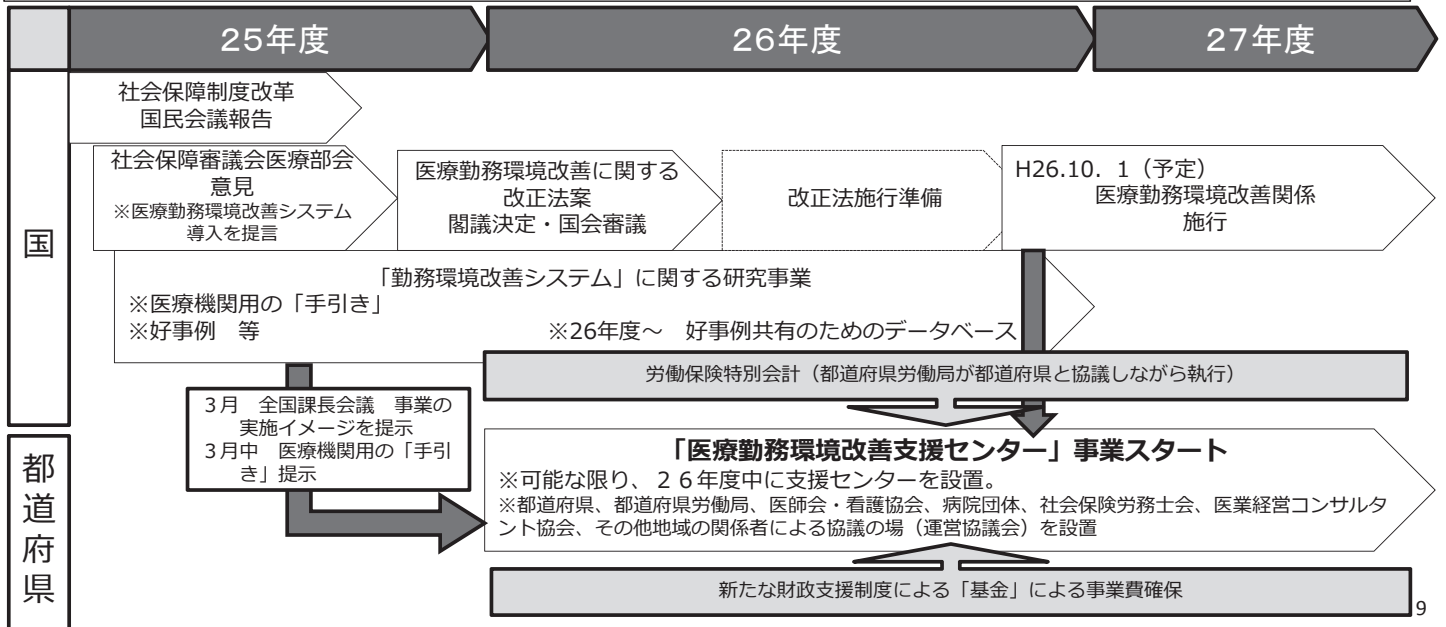 25年度
26年度
27年度
国
社会保障制度改革
国民会議報告
社会保障審議会医療部会
意見
※医療勤務環境改善システム
導入を提言
医療勤務環境改善に関する
改正法案
閣議決定・国会審議
改正法施行準備
H26.10.1（予定）
医療勤務環境改善関係
施行
「勤務環境改善システム」に関する研究事業
※医療機関用の「手引き」
※好事例　等
※26年度～　好事例共有のためのデータベース
労働保険特別会計（都道府県労働局が都道府県と協議しながら執行）
3月　全国課長会議　事業の
実施イメージを提示
3月中　医療機関用の「手引
き」提示
都道府県
「医療勤務環境改善支援センター」事業スタート
※可能な限り、２６年度中に支援センターを設置。
※都道府県、都道府県労働局、医師会・看護協会、病院団体、社会保険労務士会、医業経営コンサルタ
ント協会、その他地域の関係者による協議の場（運営協議会）を設置
新たな財政支援制度による「基金」による事業費確保
9